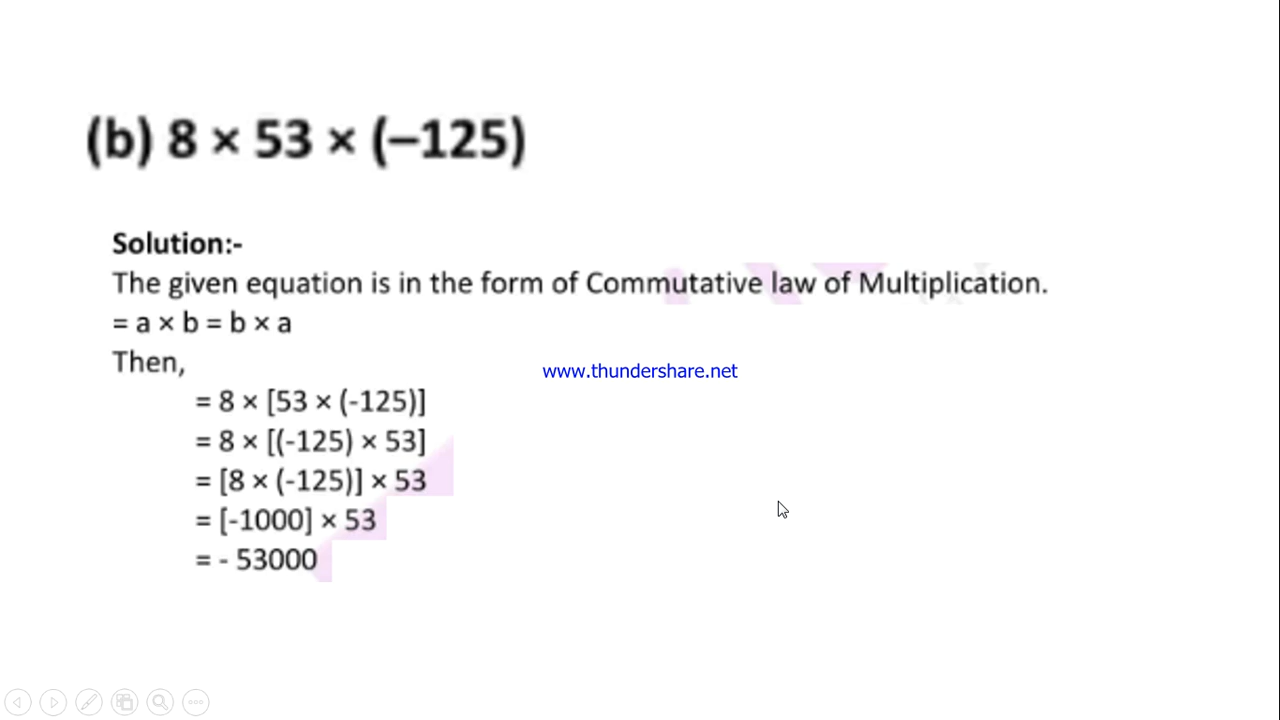 (b) 8 × 53 × (–125)
Solution:-
The given equation is in the form of Commutative law of Multiplication.
= a × b = b × a
Then,
www.thundershare.net
= 8 × [53 × (-125)]
= 8 × [(-125) × 53]
= [8 × (-125)] × 53
= [-1000] × 53
= - 53000